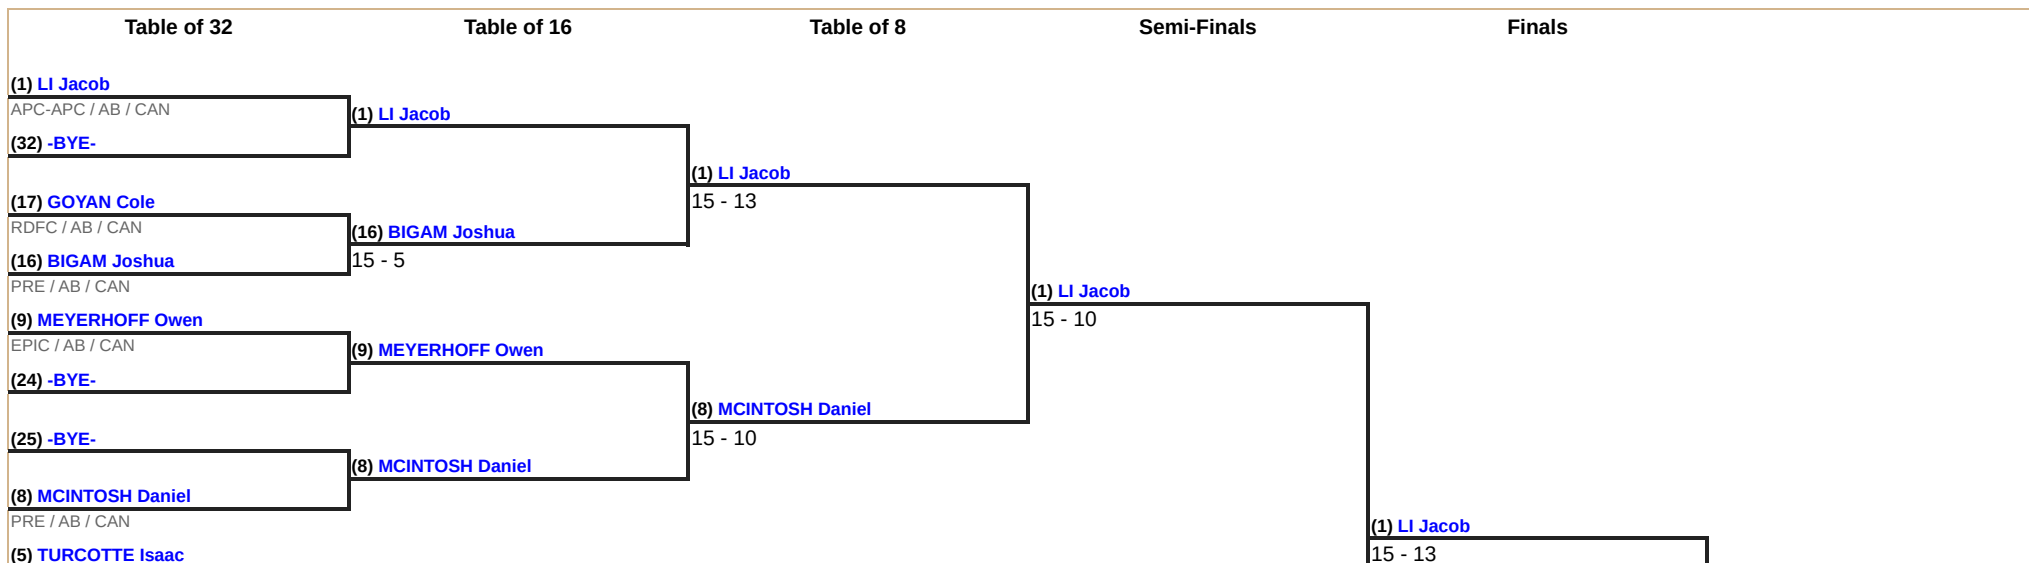 Table of 32 Table of 16 Table of 8 Semi-Finals Finals
(1) LI Jacob
APC-APC / AB / CAN
(1) LI Jacob
(32) -BYE-
(1) LI Jacob
(17) GOYAN Cole
15 - 13
RDFC / AB / CAN
(16) BIGAM Joshua
(16) BIGAM Joshua
15 - 5
PRE / AB / CAN
(1) LI Jacob
(9) MEYERHOFF Owen
15 - 10
EPIC / AB / CAN
(9) MEYERHOFF Owen
(24) -BYE-
(8) MCINTOSH Daniel
(25) -BYE-
15 - 10
(8) MCINTOSH Daniel
(8) MCINTOSH Daniel
PRE / AB / CAN
(1) LI Jacob
(5) TURCOTTE Isaac
15 - 13